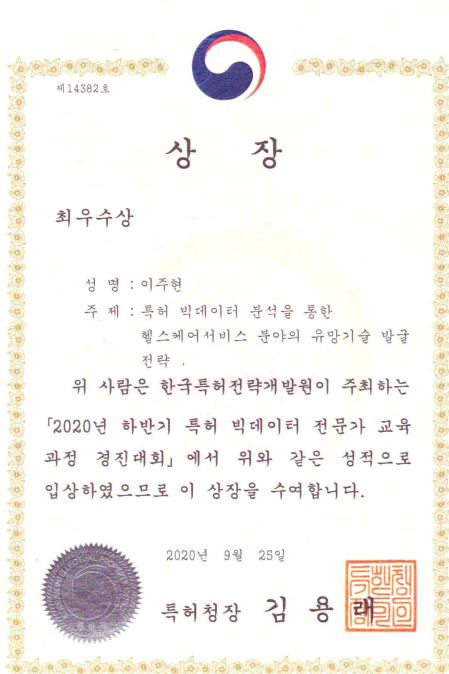 제14382호
상 장
최우수상
성 명 : 이주현
주 제 : 특허 빅데이터 분석을 통한
헬스케어서비스 분야의 유망기술 발굴
전략 .
위 사람은 한국특허전략개발원이 주최하는
「2020년 하반기 특허 빅데이터 전문가 교육
과정 경진대회」에서 위와 같은 성적으로
입상하였으므로 이 상장을 수여합니다.
2020년 9월 25일
특허청장 김 용 래